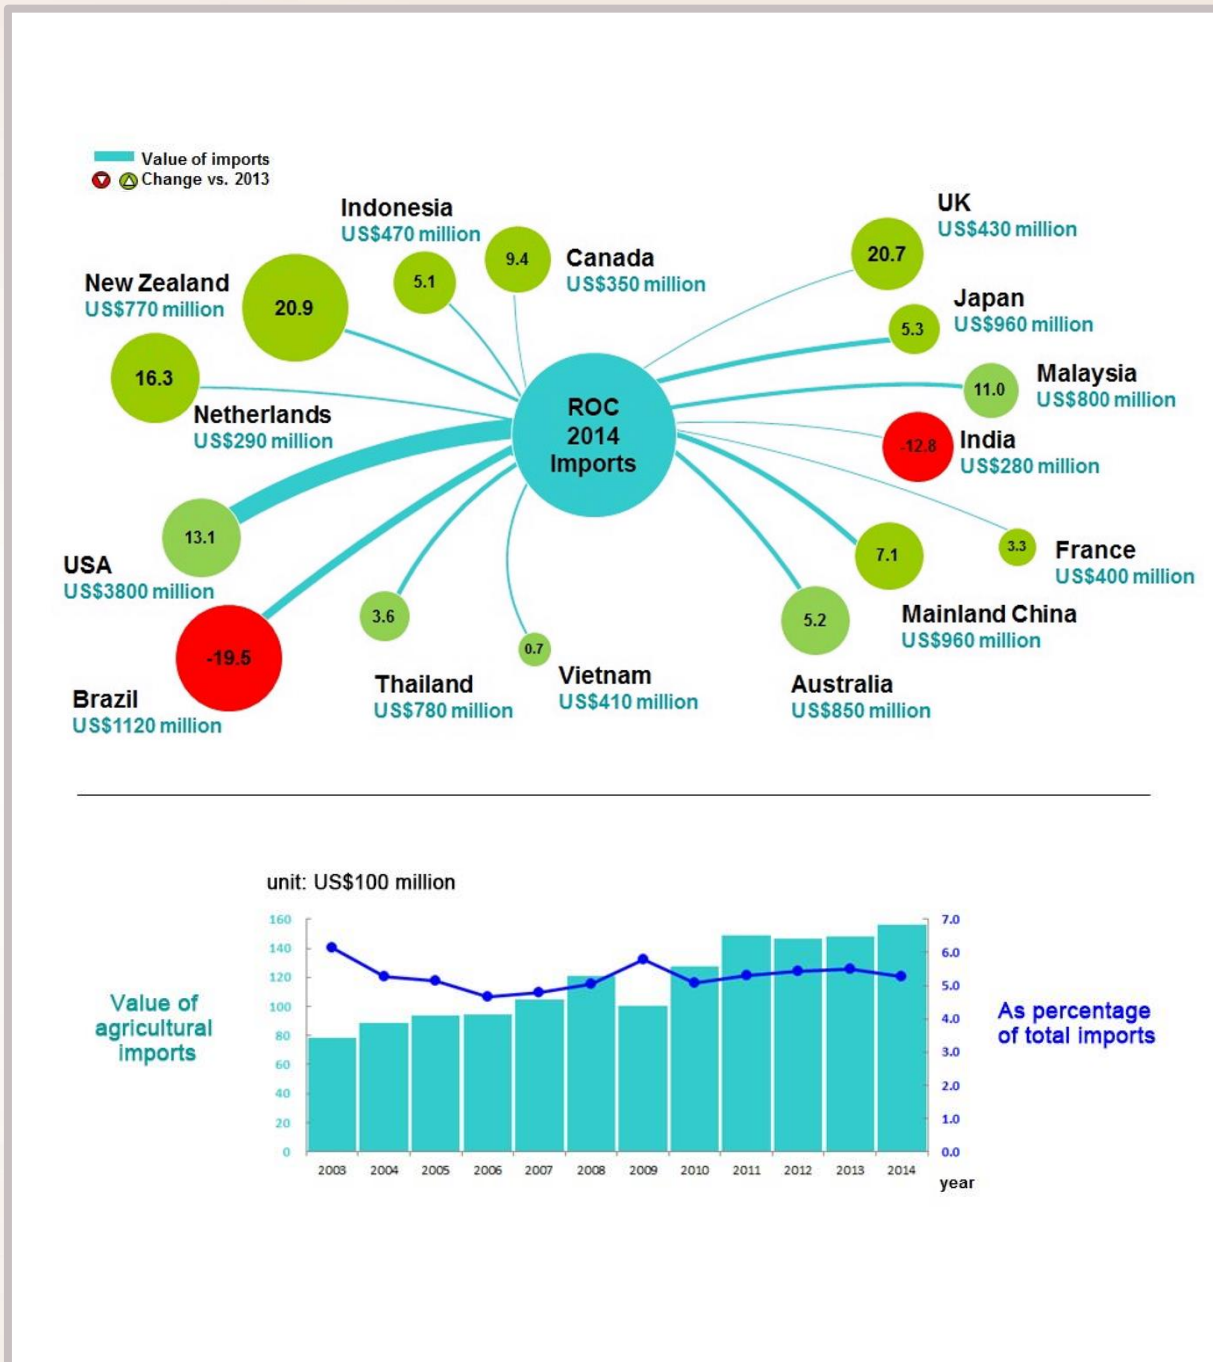 Value of imports
Change vs. 2013
Indonesia
US$470 million
5.1
9.4
Canada
US$350 million
UK
US$430 million
20.7
New Zealand
US$770 million
20.9
Japan
US$960 million
5.3
16.3
Netherlands
US$290 million
Malaysia
US$800 million
11.0
ROC
2014
Imports
-12.8
India
US$280 million
13.1
USA
US$3800 million
3.3
France
US$400 million
7.1
Mainland China
US$960 million
-19.5
Brazil
US$1120 million
3.6
Thailand
US$780 million
0.7
Vietnam
US$410 million
5.2
Australia
US$850 million
unit: US$100 million
Value of
agricultural
imports
160
140
120
100
80
60
40
20
0
7.0
6.0
5.0
4.0
3.0
2.0
1.0
0.0
As percentage
of total imports
2003 2004 2005 2006 2007 2008 2009 2010 2011 2012 2013 2014
year